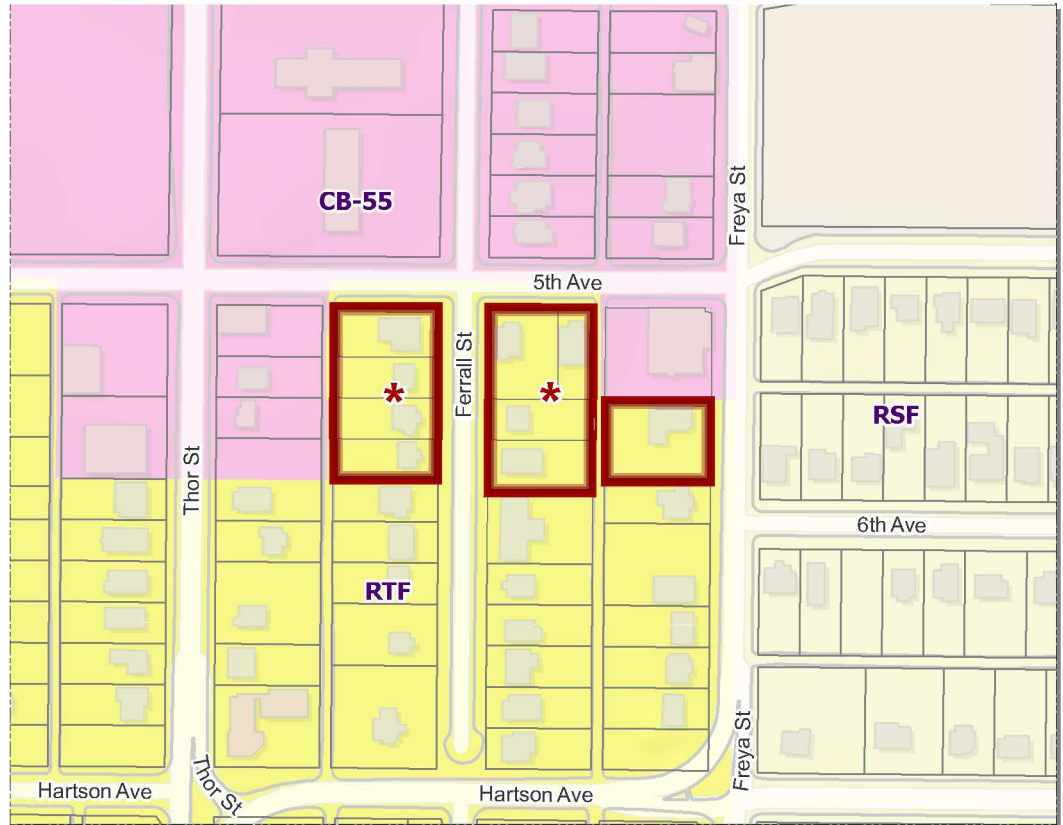 CB-55
Freya St
5th Ave
*
*
Ferrall St
RSF
Thor St
6th Ave
RTF
Freya St
Thor St
Hartson Ave
Hartson Ave